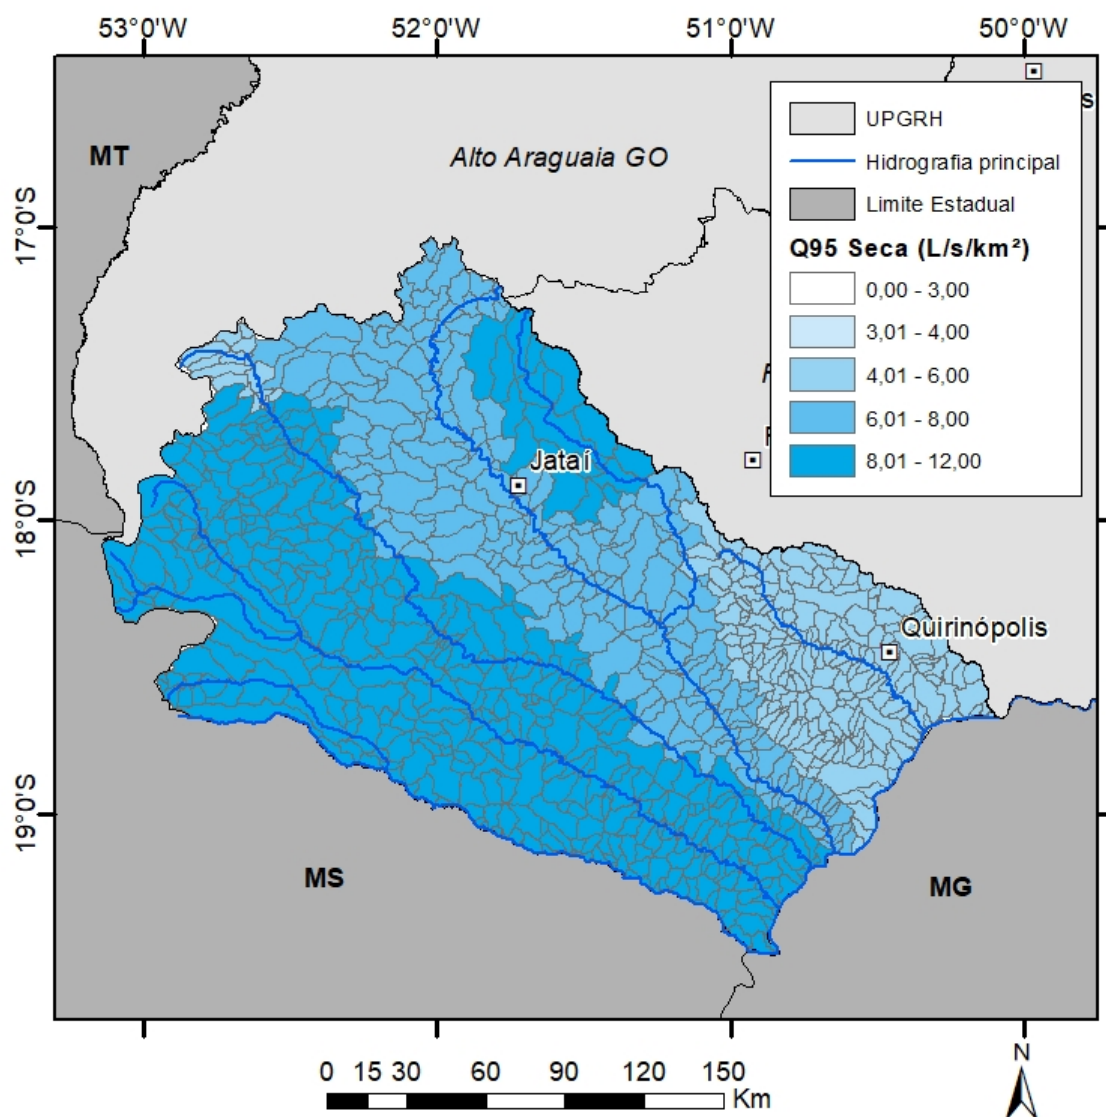 53°0'W 52°0'W 51°0'W 50°0'W
MT
Alto Araguaia GO
UPGRH
Hidrografia principal
Limite Estadual
Q95 Seca (L/s/km²)
0,00 - 3,00
3,01 - 4,00
4,01 - 6,00
6,01 - 8,00
8,01 - 12,00
17°0'S
18°0'S
19°0'S
Jataí
Quirinópolis
MS
MG
0 15 30 60 90 120 150
Km
N